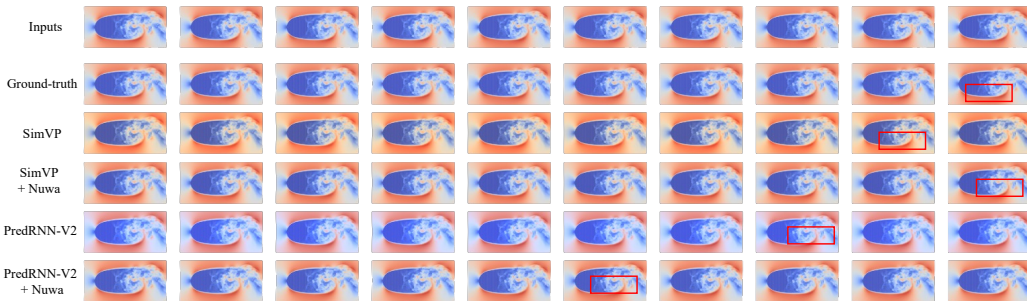 Inputs
Ground-truth
SimVP
SimVP
+ Nuwa
PredRNN-V2
PredRNN-V2
+ Nuwa